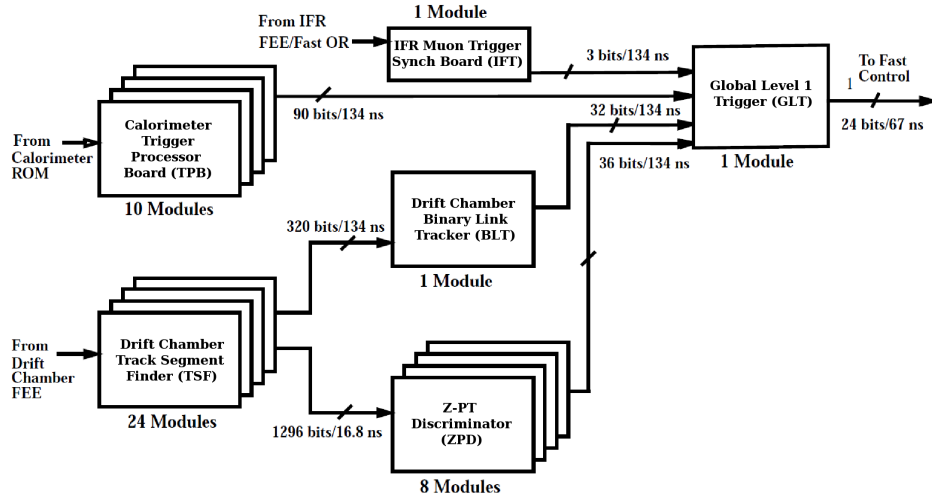 1 Module
From IFR
FEE/Fast OR
IFR Muon Trigger
Synch Board (IFT)
3 bits/134 ns
Global Level 1
Trigger (GLT)
1 Module
To Fast
Control
1
24 bits/67 ns
90 bits/134 ns
32 bits/134 ns
36 bits/134 ns
Calorimeter
Trigger
Processor
Board (TPB)
From
Calorimeter
ROM
10 Modules
Drift Chamber
Binary Link
Tracker (BLT)
320 bits/134 ns
1 Module
From
Drift
Chamber
FEE
Drift Chamber
Track Segment
Finder (TSF)
24 Modules
1296 bits/16.8 ns
Z-PT
Discriminator
(ZPD)
8 Modules